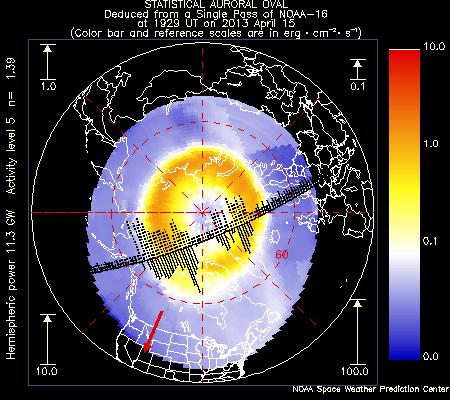 STATISTICAL AURORAL OVAL
Deduced from a Single Pass of NOAA-16
at 1929 UT on 2013 April 15
(Color bar and reference scales are in erg · cm⁻² · s⁻¹)
1.0
0.1
10.0
100.0
60
Hemispheric power 11.3 GW Activity level 5 n= 1.39
10.0
1.0
0.1
0.0
NOAA Space Weather Prediction Center